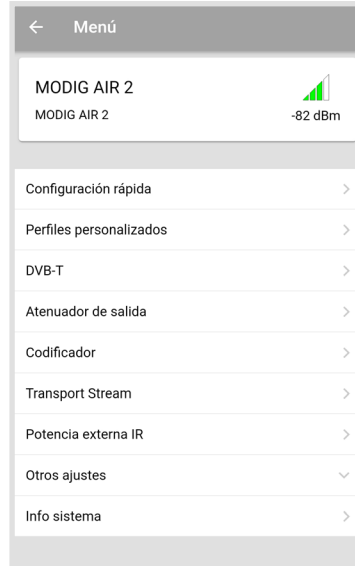 Menú
MODIG AIR 2
MODIG AIR 2
-82 dBm
Configuración rápida
Perfiles personalizados
DVB-T
Atenuador de salida
Codificador
Transport Stream
Potencia externa IR
Otros ajustes
Info sistema